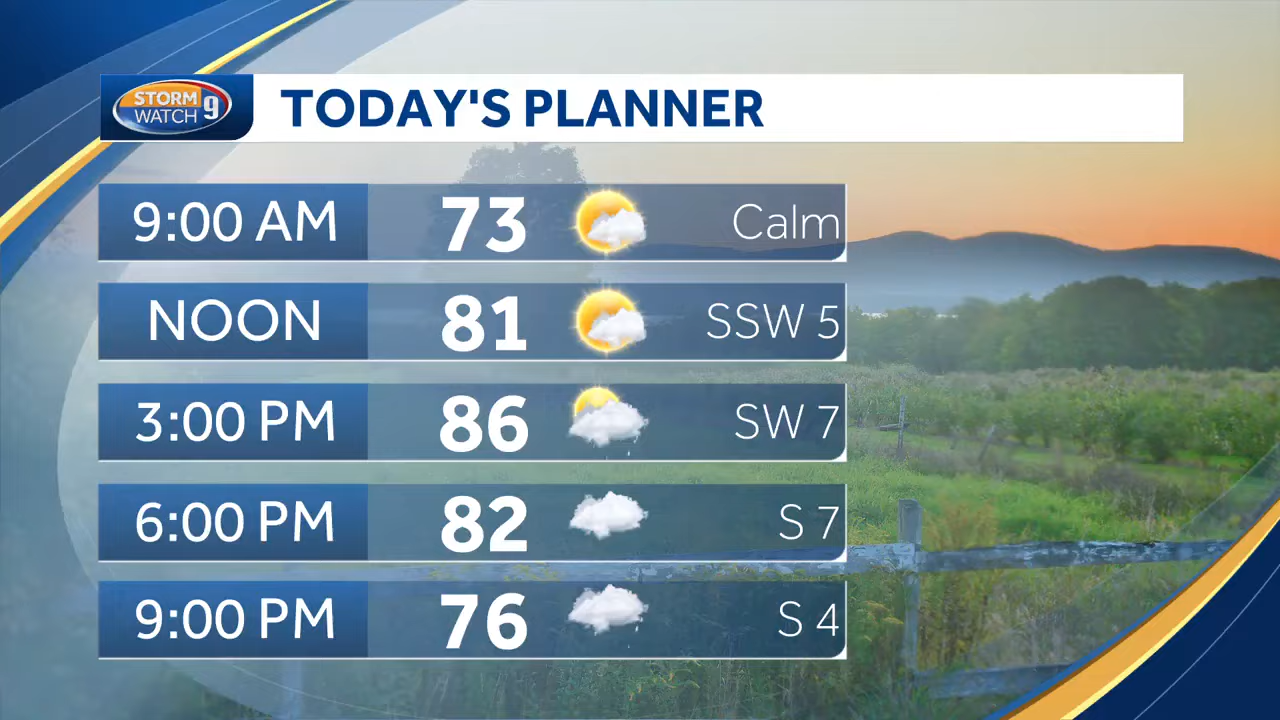 STORM
WATCH 9
TODAY'S PLANNER
9:00 AM 73 Calm
NOON 81 SSW 5
3:00 PM 86 SW 7
6:00 PM 82 S 7
9:00 PM 76 S 4